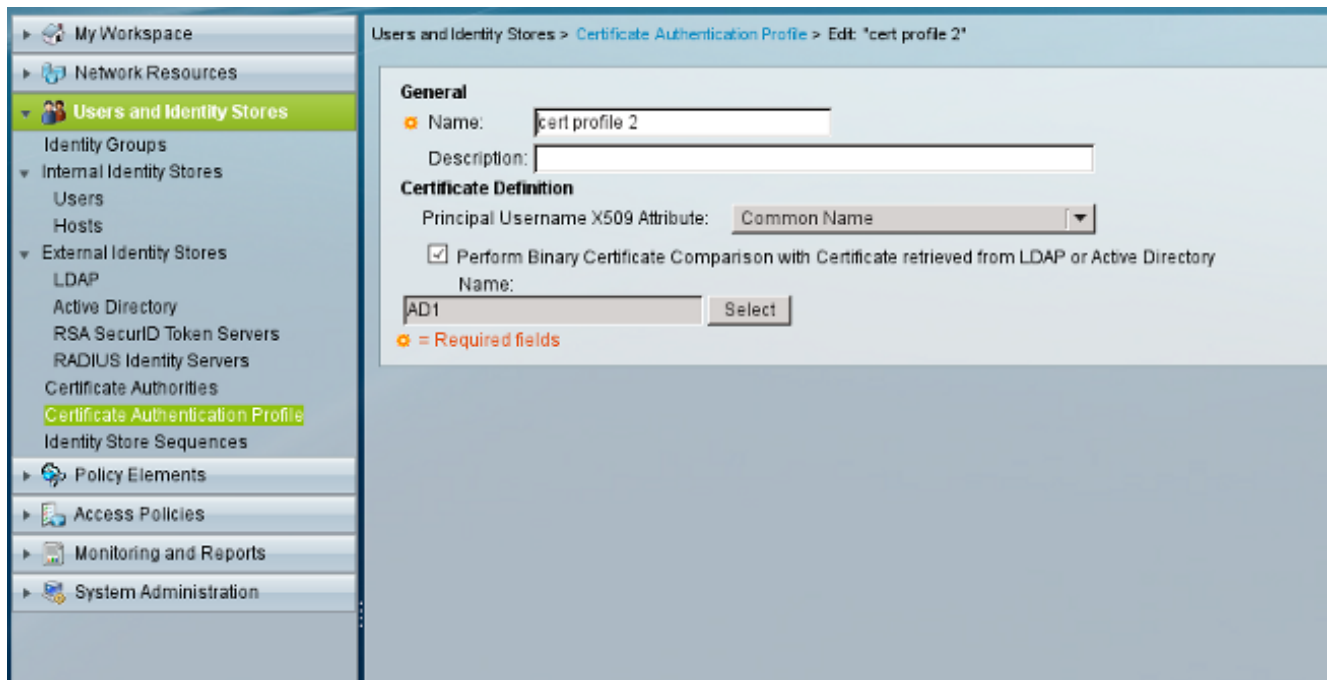 My Workspace
Network Resources
Users and Identity Stores
Identity Groups
Internal Identity Stores
Users
Hosts
External Identity Stores
LDAP
Active Directory
RSA SecurID Token Servers
RADIUS Identity Servers
Certificate Authorities
Certificate Authentication Profile
Identity Store Sequences
Policy Elements
Access Policies
Monitoring and Reports
System Administration
Users and Identity Stores > Certificate Authentication Profile > Edit: "cert profile 2"
General
Name: cert profile 2
Description:
Certificate Definition
Principal Username X509 Attribute: Common Name
Perform Binary Certificate Comparison with Certificate retrieved from LDAP or Active Directory
Name:
AD1 Select
= Required fields